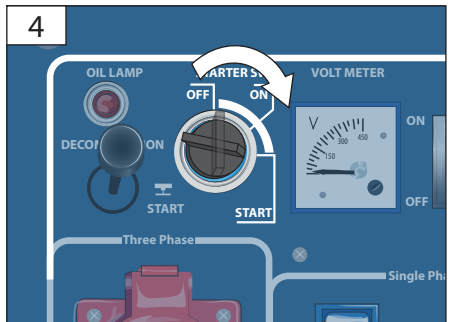 4
OIL LAMP
STARTER S
VOLT METER
OFF
ON
V
150
300
450
ON
DECOM
ON
START
START
OFF
Three Phase
Single Pha